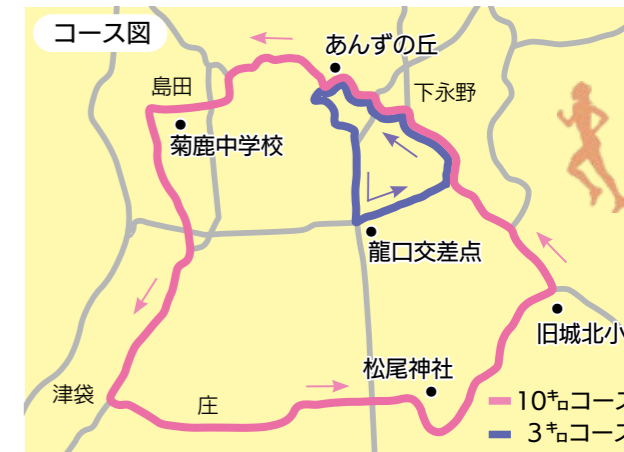 コース図
あんずの丘
島田
下永野
菊鹿中学校
龍口交差点
旧城北小
松尾神社
津袋
庄
10㌔コース
3㌔コース